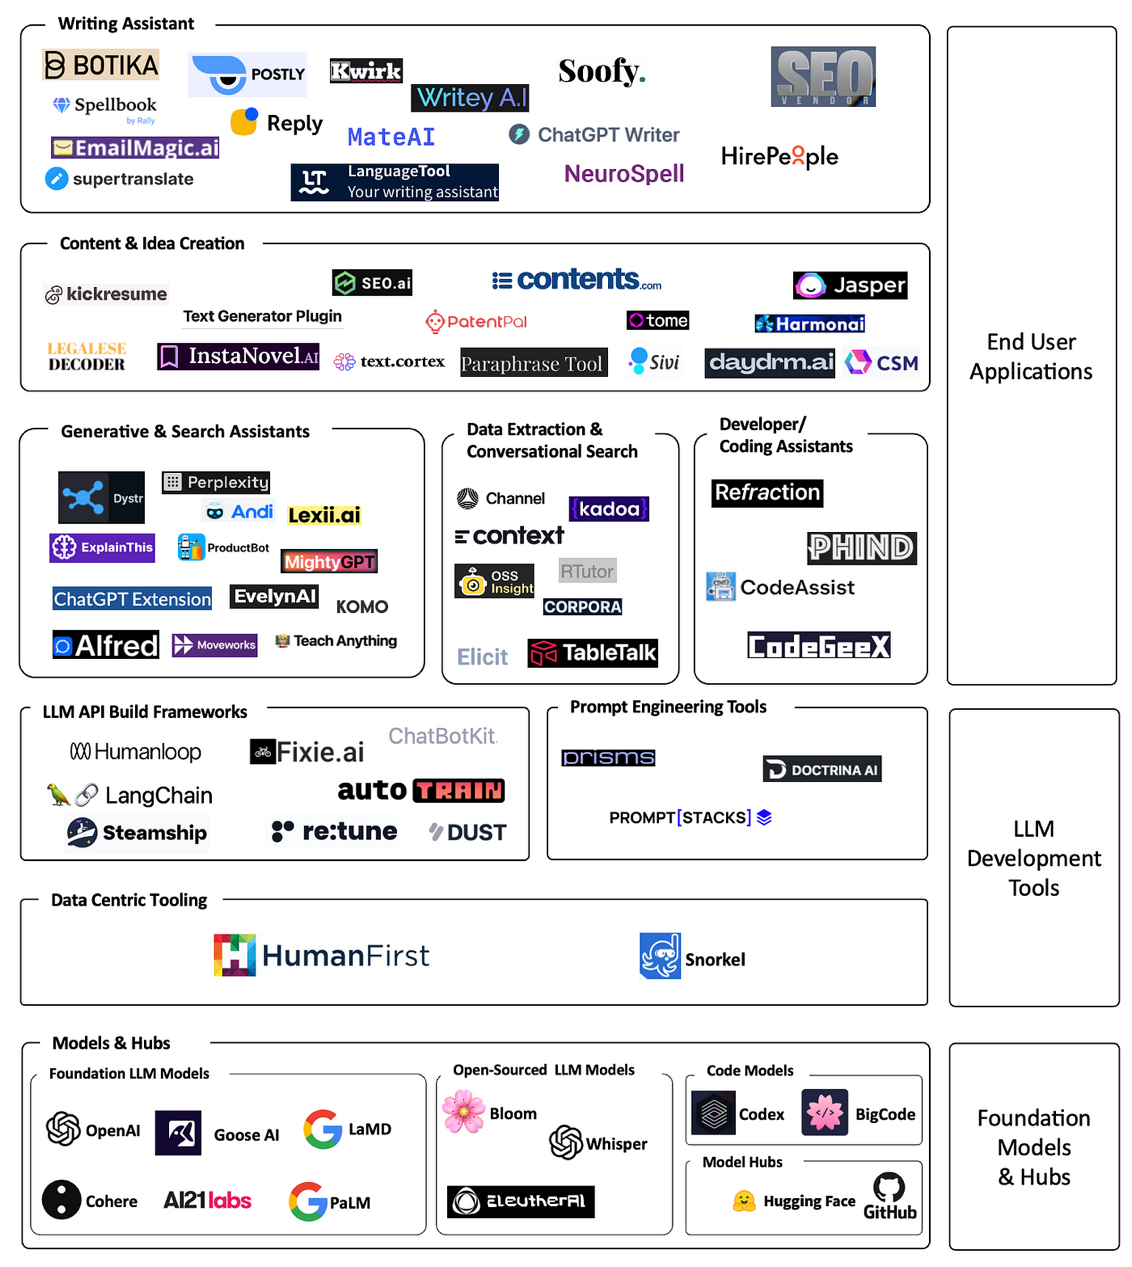 Writing Assistant
BOTIKA
POSTLY
Kwirk
Soofy.
SEO
VENDOR
Writey A.I
Spellbook
by Rally
Reply
MateAI
ChatGPT Writer
EmailMagic.ai
HirePeople
supertranslate
LT
LanguageTool
Your writing assistant
NeuroSpell
Content & Idea Creation
kickresume
SEO.ai
contents.com
Jasper
Text Generator Plugin
PatentPal
tome
Harmonai
LEGALESE
DECODER
InstaNovel.AI
text.cortex
Paraphrase Tool
Sivi
daydrm.ai
CSM
End User
Applications
Generative & Search Assistants
Dystr
Perplexity
Andi
Lexii.ai
ExplainThis
ProductBot
MightyGPT
ChatGPT Extension
EvelynAI
KOMO
Alfred
Moveworks
Teach Anything
Data Extraction &
Conversational Search
Channel
{kadoa}
context
OSS
Insight
RTutor
CORPORA
Elicit
TableTalk
Developer/
Coding Assistants
Refraction
PHIND
CodeAssist
CodeGeeX
LLM API Build Frameworks
Humanloop
Fixie.ai
ChatBotKit.
LangChain
auto TRAIN
Steamship
re:tune
DUST
Prompt Engineering Tools
prisms
DOCTRINA AI
PROMPT[STACKS]
LLM
Development
Tools
Data Centric Tooling
HumanFirst
Snorkel
Models & Hubs
Foundation LLM Models
OpenAI
Goose AI
LaMD
Cohere
AI21labs
PaLM
Open-Sourced LLM Models
Bloom
Whisper
EleutherAI
Code Models
Codex
</>
BigCode
Model Hubs
Hugging Face
GitHub
Foundation
Models
& Hubs